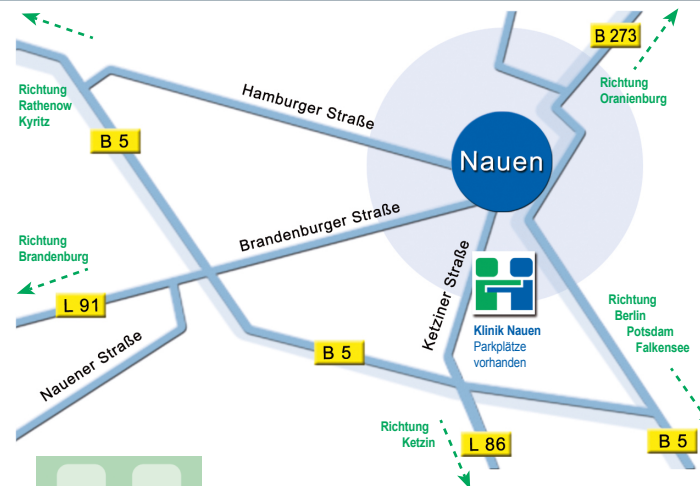 B 273
Richtung
Oranienburg
Richtung
Rathenow
Kyritz
Hamburger Straße
B 5
Nauen
Brandenburger Straße
Richtung
Brandenburg
L 91
Ketziner Straße
Klinik Nauen
Parkplätze
vorhanden
Richtung
Berlin
Potsdam
Falkensee
Nauener Straße
B 5
Richtung
Ketzin
L 86
B 5